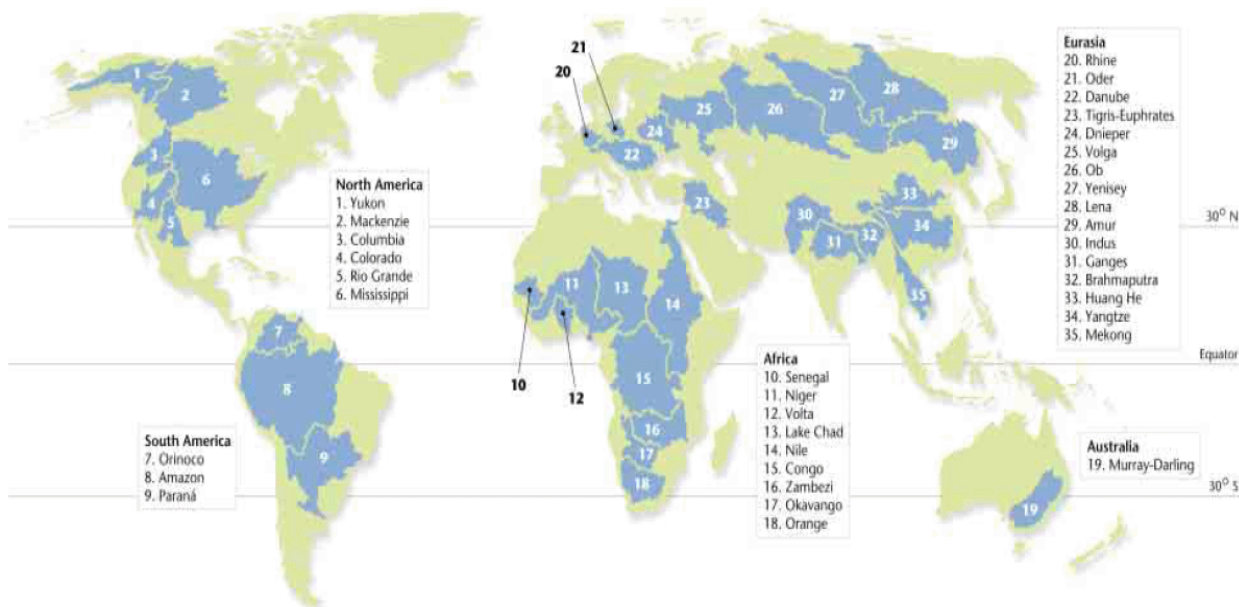 1
2
3
4
5
6
7
8
9
10
11
12
13
14
15
16
17
18
19
20
21
22
23
24
25
26
27
28
29
30
31
32
33
34
35
North America
1. Yukon
2. Mackenzie
3. Columbia
4. Colorado
5. Rio Grande
6. Mississippi
South America
7. Orinoco
8. Amazon
9. Paraná
Africa
10. Senegal
11. Niger
12. Volta
13. Lake Chad
14. Nile
15. Congo
16. Zambezi
17. Okavango
18. Orange
Eurasia
20. Rhine
21. Oder
22. Danube
23. Tigris-Euphrates
24. Dnieper
25. Volga
26. Ob
27. Yenisey
28. Lena
29. Amur
30. Indus
31. Ganges
32. Brahmaputra
33. Huang He
34. Yangtze
35. Mekong
Australia
19. Murray-Darling
30° N
Equator
30° S